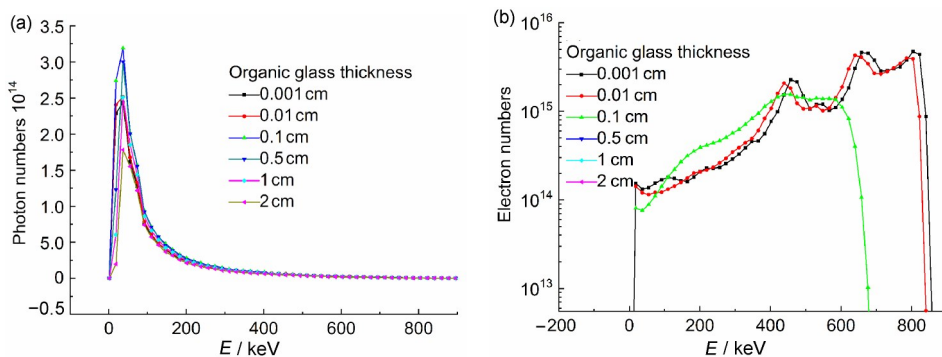 (a)
Photon numbers 10^14
3.5
3.0
2.5
2.0
1.5
5.0
0
−0.5
0
200
400
600
800
E / keV
Organic glass thickness
0.001 cm
0.01 cm
0.1 cm
0.5 cm
1 cm
2 cm
(b)
Electron numbers
10^16
10^15
10^14
10^13
−200
0
200
400
600
800
E / keV
Organic glass thickness
0.001 cm
0.01 cm
0.1 cm
0.5 cm
1 cm
2 cm